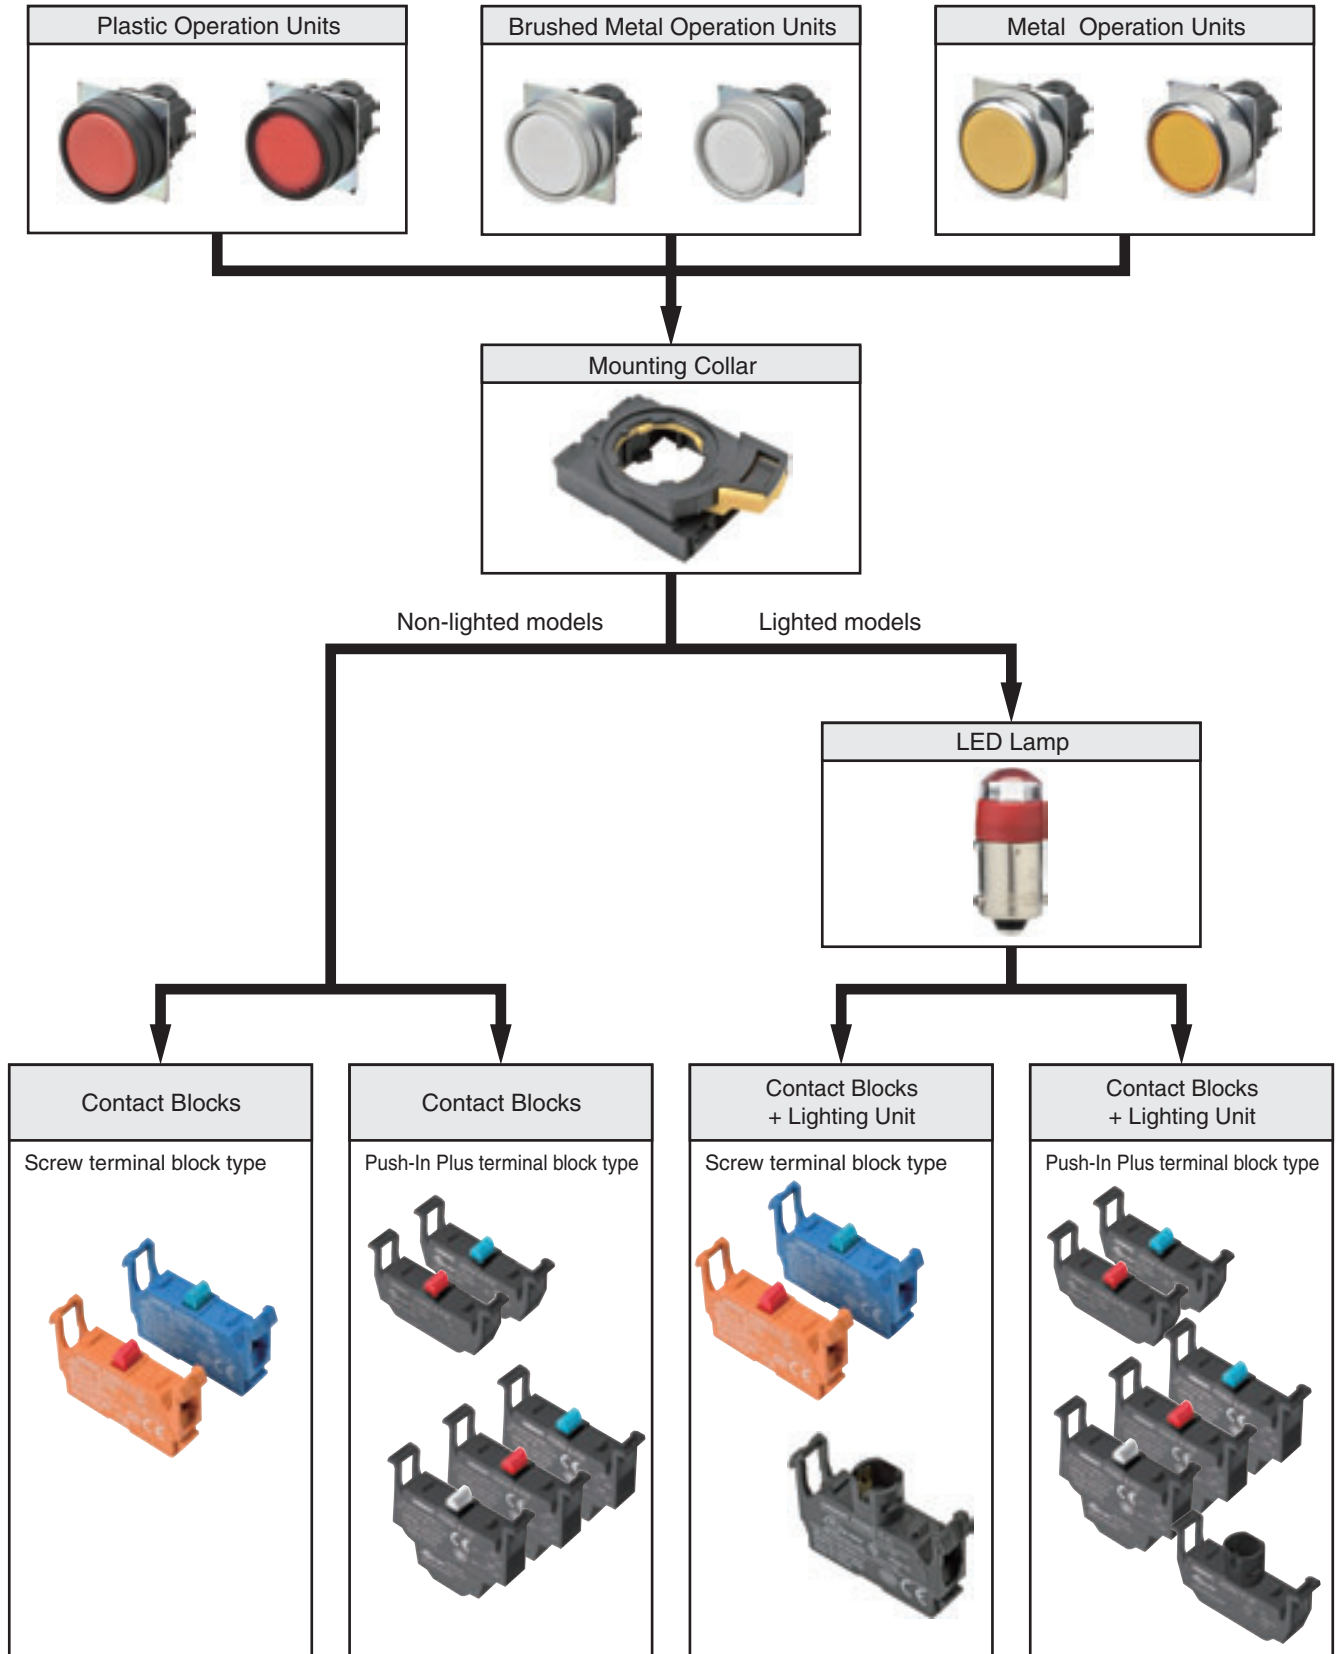 Plastic Operation Units
Brushed Metal Operation Units
Metal Operation Units
Mounting Collar
Non-lighted models
Lighted models
LED Lamp
Contact Blocks
Screw terminal block type
Contact Blocks
Push-In Plus terminal block type
Contact Blocks
+ Lighting Unit
Screw terminal block type
Contact Blocks
+ Lighting Unit
Push-In Plus terminal block type